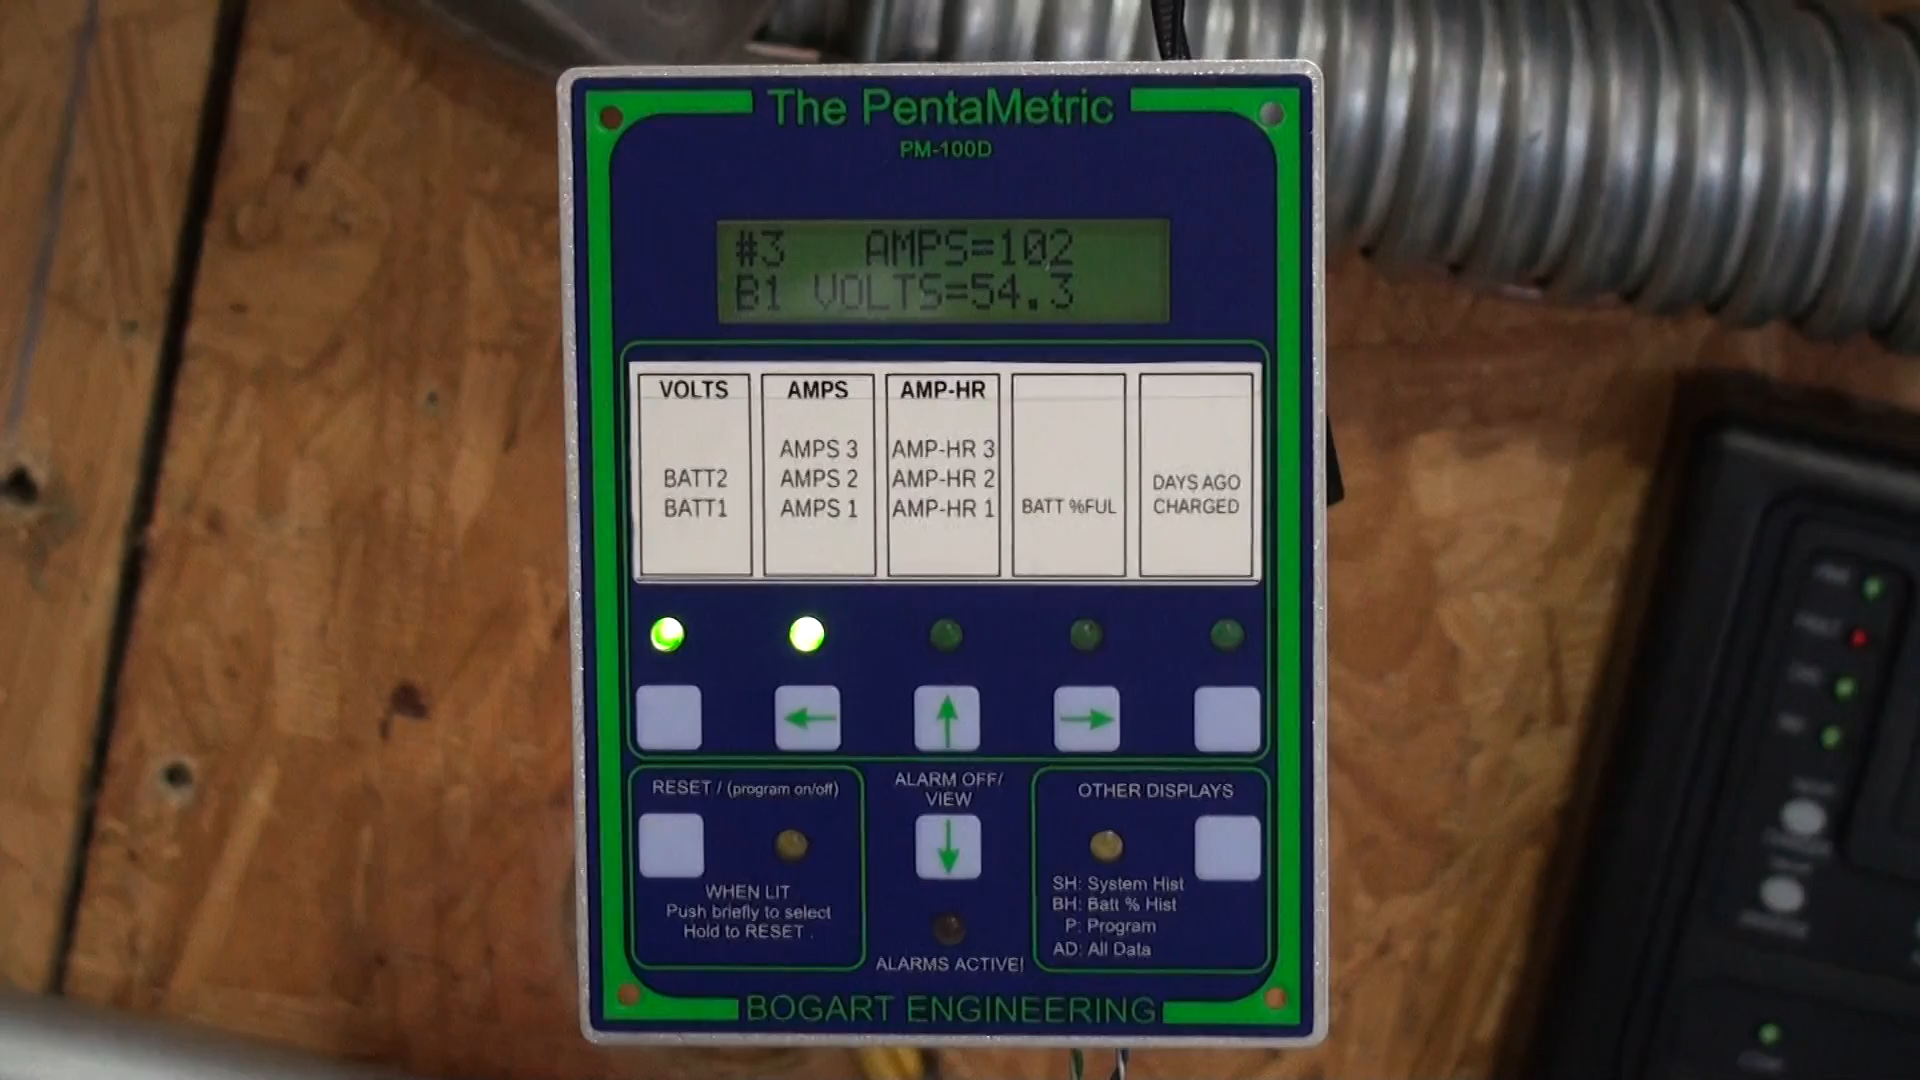 The PentaMetric
PM-100D
#3 AMPS=102
B1 VOLTS=54.3
VOLTS
BATT2
BATT1
AMPS
AMPS 3
AMPS 2
AMPS 1
AMP-HR
AMP-HR 3
AMP-HR 2
AMP-HR 1
BATT %FUL
DAYS AGO
CHARGED
RESET / (program on/off)
WHEN LIT
Push briefly to select
Hold to RESET .
ALARM OFF/
VIEW
ALARMS ACTIVE!
OTHER DISPLAYS
SH: System Hist
BH: Batt % Hist
P: Program
AD: All Data
BOGART ENGINEERING